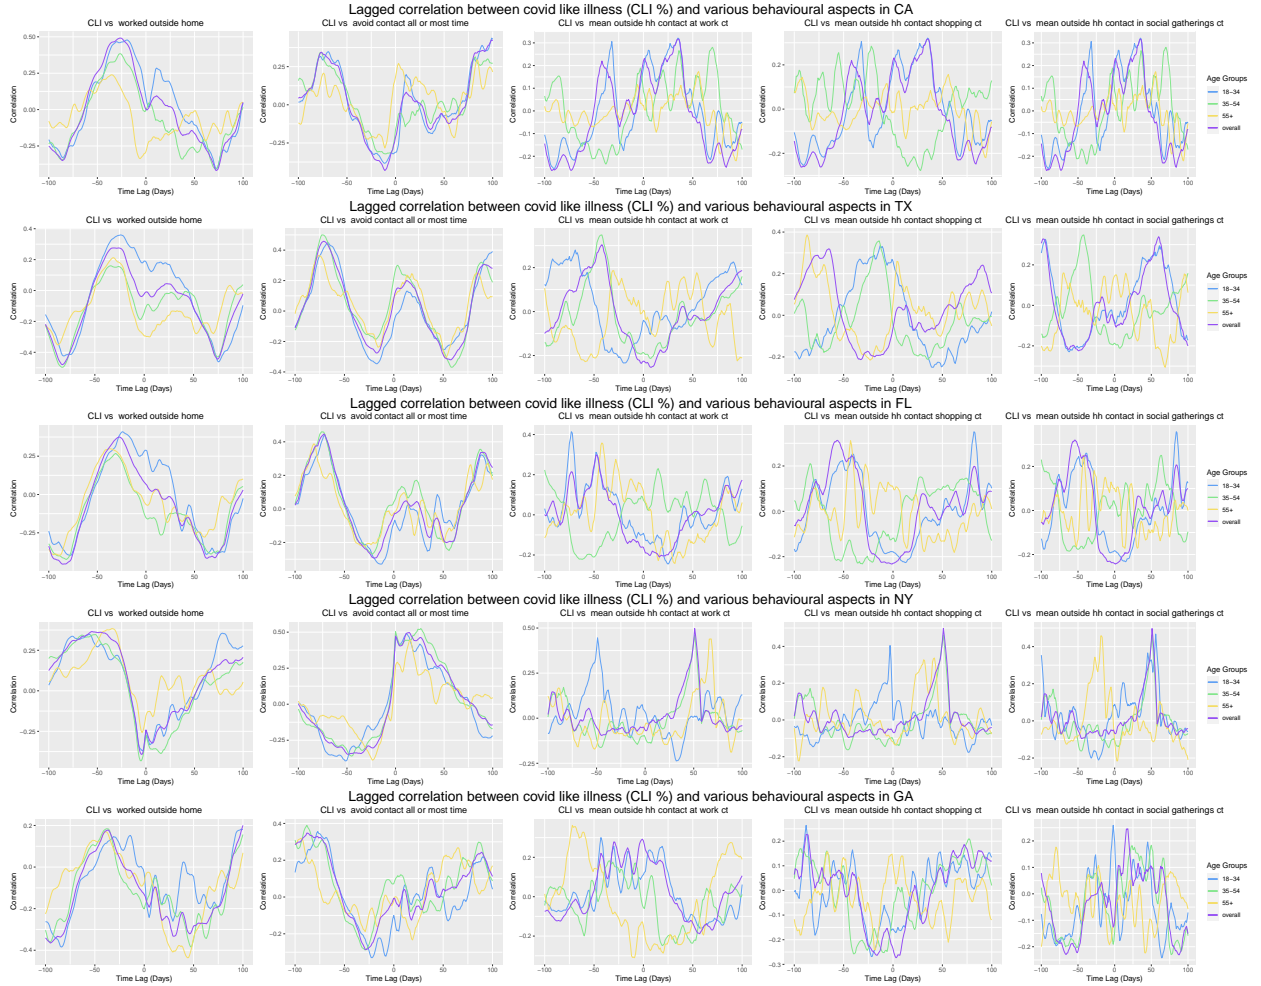 Lagged correlation between covid like illness (CLI %) and various behavioural aspects in CA
CLI vs  worked outside home
CLI vs  avoid contact all or most time
CLI vs  mean outside hh contact at work ct
CLI vs  mean outside hh contact shopping ct
CLI vs  mean outside hh contact in social gatherings ct
Correlation
Time Lag (Days)
Age Groups
18−34
35−54
55+
overall
Lagged correlation between covid like illness (CLI %) and various behavioural aspects in TX
CLI vs  worked outside home
CLI vs  avoid contact all or most time
CLI vs  mean outside hh contact at work ct
CLI vs  mean outside hh contact shopping ct
CLI vs  mean outside hh contact in social gatherings ct
Correlation
Time Lag (Days)
Age Groups
18−34
35−54
55+
overall
Lagged correlation between covid like illness (CLI %) and various behavioural aspects in FL
CLI vs  worked outside home
CLI vs  avoid contact all or most time
CLI vs  mean outside hh contact at work ct
CLI vs  mean outside hh contact shopping ct
CLI vs  mean outside hh contact in social gatherings ct
Correlation
Time Lag (Days)
Age Groups
18−34
35−54
55+
overall
Lagged correlation between covid like illness (CLI %) and various behavioural aspects in NY
CLI vs  worked outside home
CLI vs  avoid contact all or most time
CLI vs  mean outside hh contact at work ct
CLI vs  mean outside hh contact shopping ct
CLI vs  mean outside hh contact in social gatherings ct
Correlation
Time Lag (Days)
Age Groups
18−34
35−54
55+
overall
Lagged correlation between covid like illness (CLI %) and various behavioural aspects in GA
CLI vs  worked outside home
CLI vs  avoid contact all or most time
CLI vs  mean outside hh contact at work ct
CLI vs  mean outside hh contact shopping ct
CLI vs  mean outside hh contact in social gatherings ct
Correlation
Time Lag (Days)
Age Groups
18−34
35−54
55+
overall